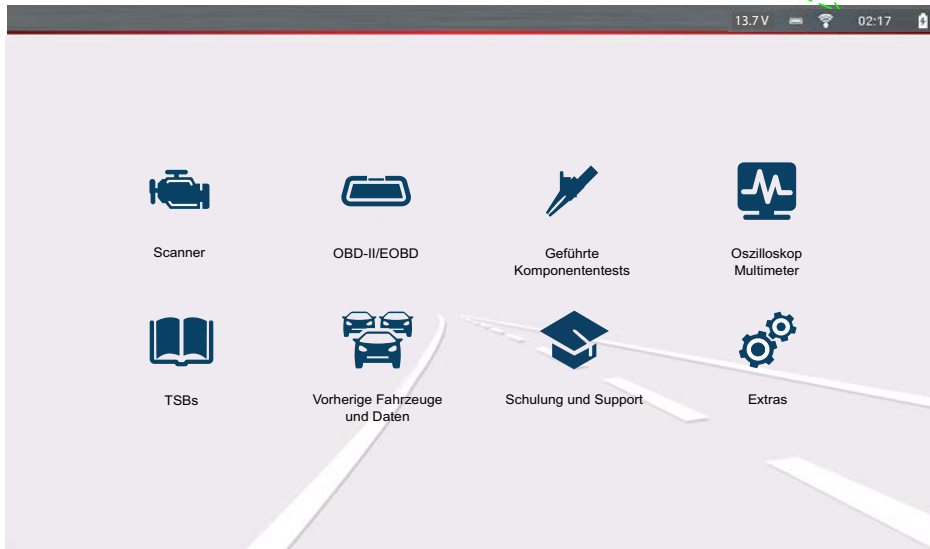 13.7 V 02:17
Scanner
OBD-II/EOBD
Geführte
Komponententests
Oszilloskop
Multimeter
TSBs
Vorherige Fahrzeuge
und Daten
Schulung und Support
Extras